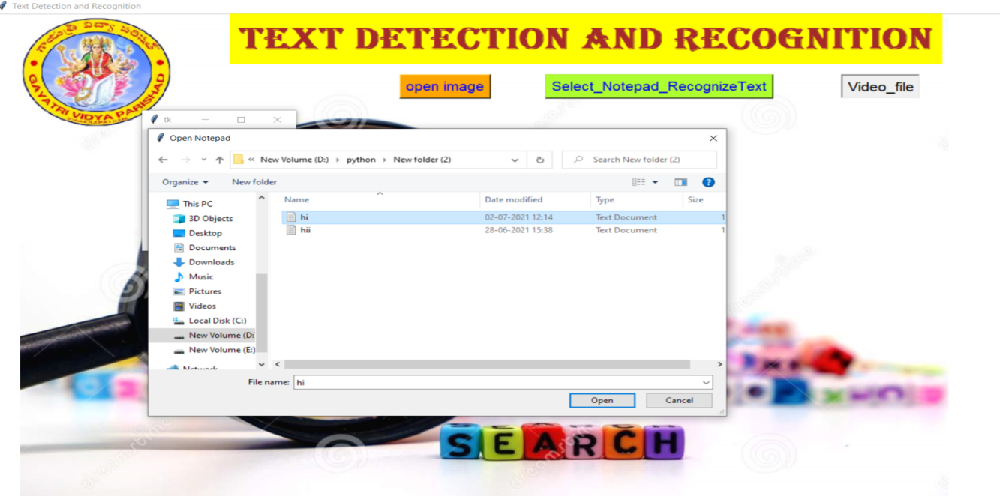 Text Detection and Recognition
TEXT DETECTION AND RECOGNITION
గాయత్రి విద్యా పరిషత్
GAYATRI VIDYA PARISHAD
open image
Select_Notepad_RecognizeText
Video_file
tk
Open Notepad
« New Volume (D:) › python › New folder (2)
Search New folder (2)
Organize
New folder
Name
Date modified
Type
Size
This PC
3D Objects
Desktop
Documents
Downloads
Music
Pictures
Videos
Local Disk (C:)
New Volume (D:
New Volume (E:)
Network
hi 02-07-2021 12:14 Text Document 1
hii 28-06-2021 15:38 Text Document 1
File name: hi
Open
Cancel
SEARCH
dreamstime